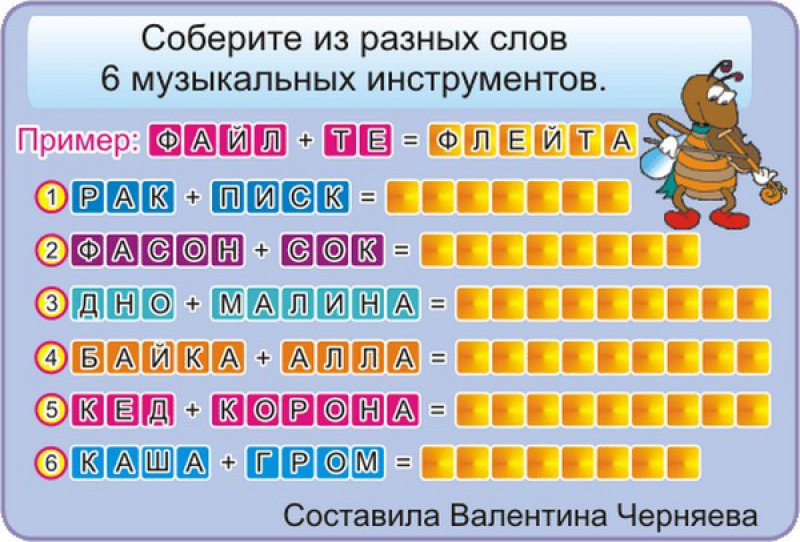 Соберите из разных слов
6 музыкальных инструментов.
Пример: ФАЙЛ + ТЕ = ФЛЕЙТА
1 РАК + ПИСК =
2 ФАСОН + СОК =
3 ДНО + МАЛИНА =
4 БАЙКА + АЛЛА =
5 КЕД + КОРОНА =
6 КАША + ГРОМ =
Составила Валентина Черняева